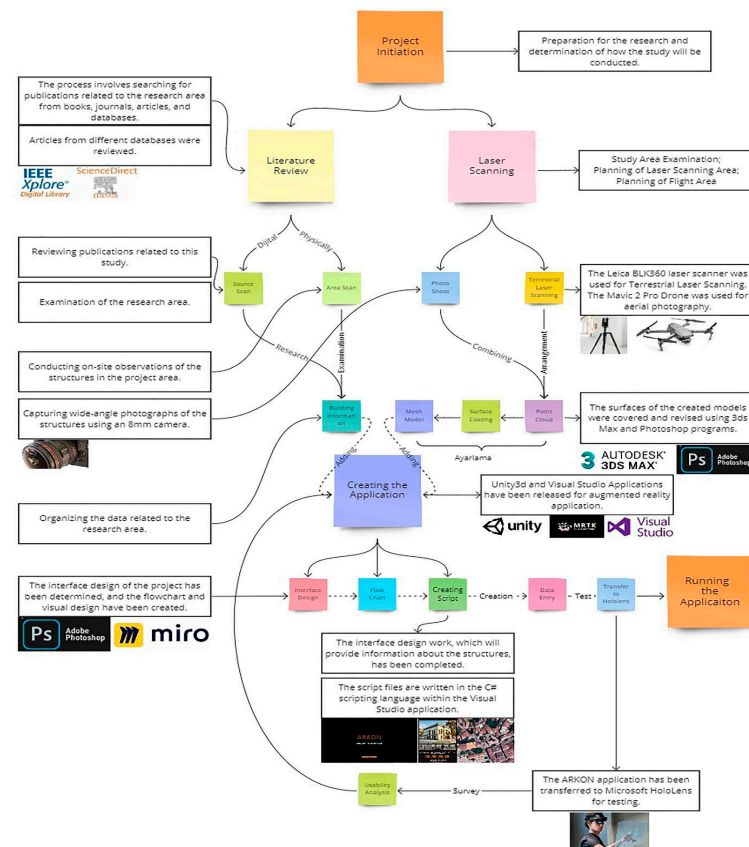 Project
Initiation
Preparation for the research and
determination of how the study will be
conducted.
The process involves searching for
publications related to the research area
from books, journals, articles, and
databases.
Articles from different databases were
reviewed.
IEEE
Xplore®
Digital Library
ScienceDirect
ELSEVIER
Literature
Review
Laser
Scanning
Study Area Examination;
Planning of Laser Scanning Area;
Planning of Flight Area
Dijital
Physically
Reviewing publications related to this
study.
Examination of the research area.
Source
Scan
Area Scan
Photo
Shoot
Terrestrial
Laser
Scanning
The Leica BLK360 laser scanner was
used for Terrestrial Laser Scanning.
The Mavic 2 Pro Drone was used for
aerial photography.
Research
Examination
Combining
Arrangement
Conducting on-site observations of the
structures in the project area.
Capturing wide-angle photographs of the
structures using an 8mm camera.
Building
Informati
on
Mesh
Model
Surface
Coating
Point
Cloud
The surfaces of the created models
were covered and revised using 3ds
Max and Photoshop programs.
Ayarlama
3 AUTODESK®
3DS MAX®
Ps Adobe
Photoshop
Adding
Adding
Creating the
Application
Unity3d and Visual Studio Applications
have been released for augmented reality
application.
unity
MRTK
Visual
Studio
Organizing the data related to the
research area.
The interface design of the project
has been determined, and the flowchart and
visual design have been created.
Ps Adobe
Photoshop
miro
Interface
Design
Flow
Chart
Creating
Script
Creation
Data
Entry
Test
Transfer
to
Hololens
Running
the
Applicaiton
The interface design work, which will
provide information about the structures,
has been completed.
The script files are written in the C#
scripting language within the Visual
Studio application.
ARKON
Usability
Analysis
Survey
The ARKON application has been
transferred to Microsoft HoloLens
for testing.